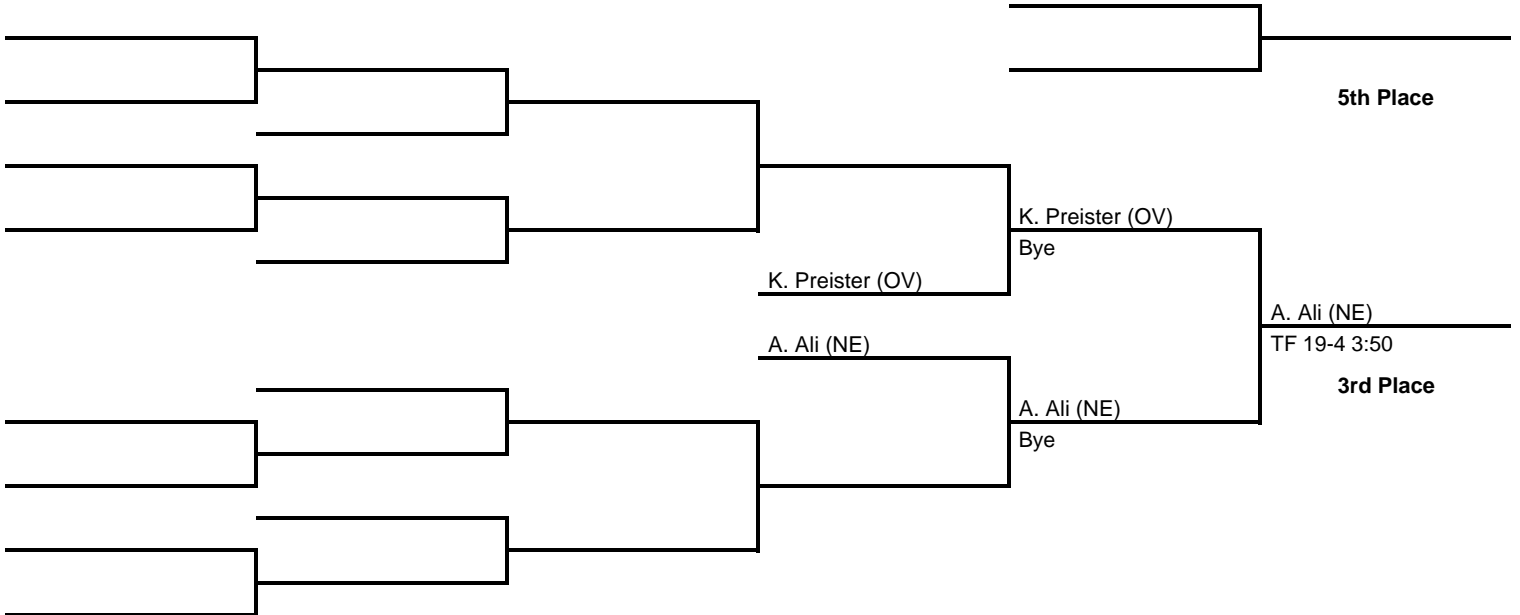 5th Place
K. Preister (OV)
Bye
K. Preister (OV)
A. Ali (NE)
TF 19-4 3:50
A. Ali (NE)
3rd Place
A. Ali (NE)
Bye